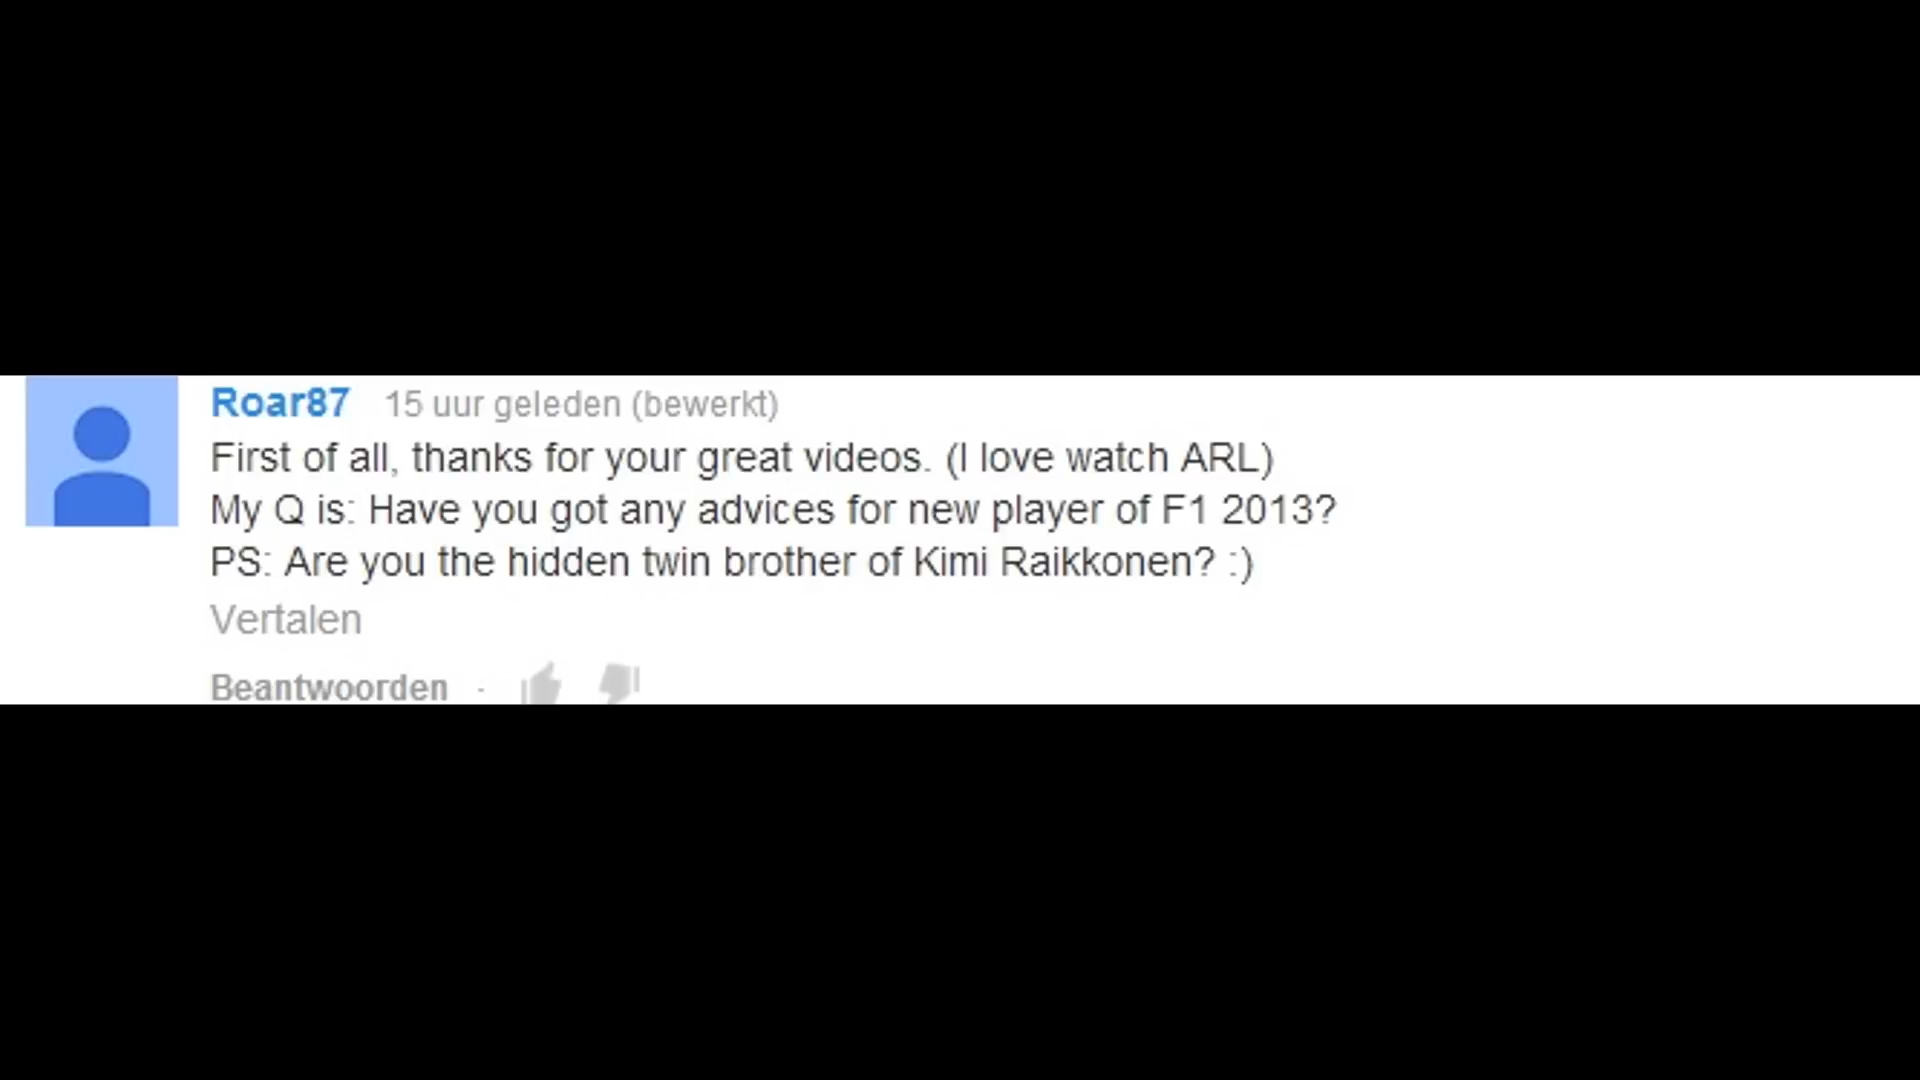 Roar87 15 uur geleden (bewerkt)
First of all, thanks for your great videos. (I love watch ARL)
My Q is: Have you got any advices for new player of F1 2013?
PS: Are you the hidden twin brother of Kimi Raikkonen? :)
Vertalen
Beantwoorden ·